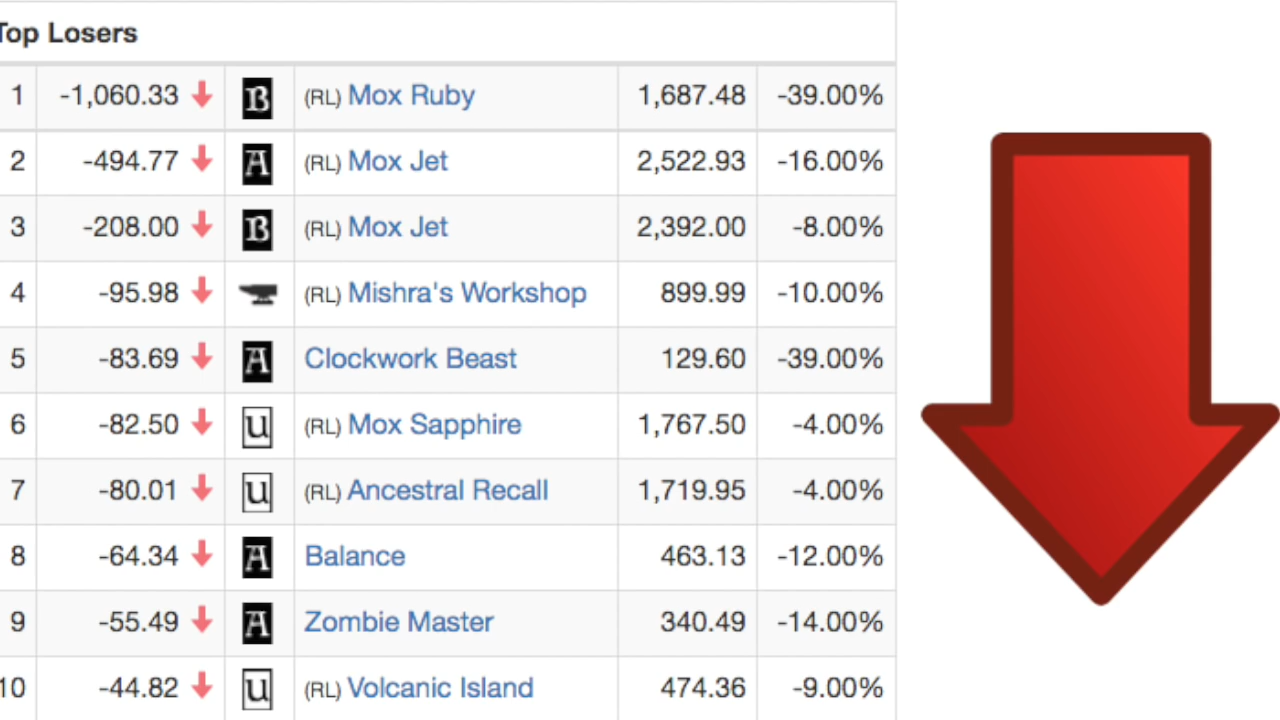 Top Losers
1 -1,060.33 B (RL) Mox Ruby 1,687.48 -39.00%
2 -494.77 A (RL) Mox Jet 2,522.93 -16.00%
3 -208.00 B (RL) Mox Jet 2,392.00 -8.00%
4 -95.98 (RL) Mishra's Workshop 899.99 -10.00%
5 -83.69 A Clockwork Beast 129.60 -39.00%
6 -82.50 U (RL) Mox Sapphire 1,767.50 -4.00%
7 -80.01 U (RL) Ancestral Recall 1,719.95 -4.00%
8 -64.34 A Balance 463.13 -12.00%
9 -55.49 A Zombie Master 340.49 -14.00%
10 -44.82 U (RL) Volcanic Island 474.36 -9.00%